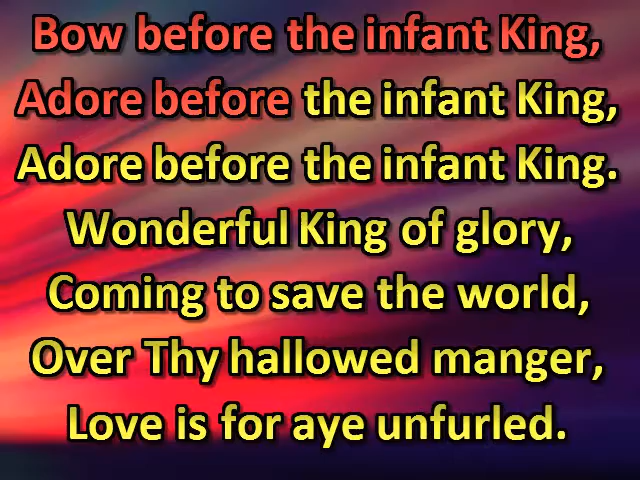 Bow before the infant King,
Adore before the infant King,
Adore before the infant King.
Wonderful King of glory,
Coming to save the world,
Over Thy hallowed manger,
Love is for aye unfurled.